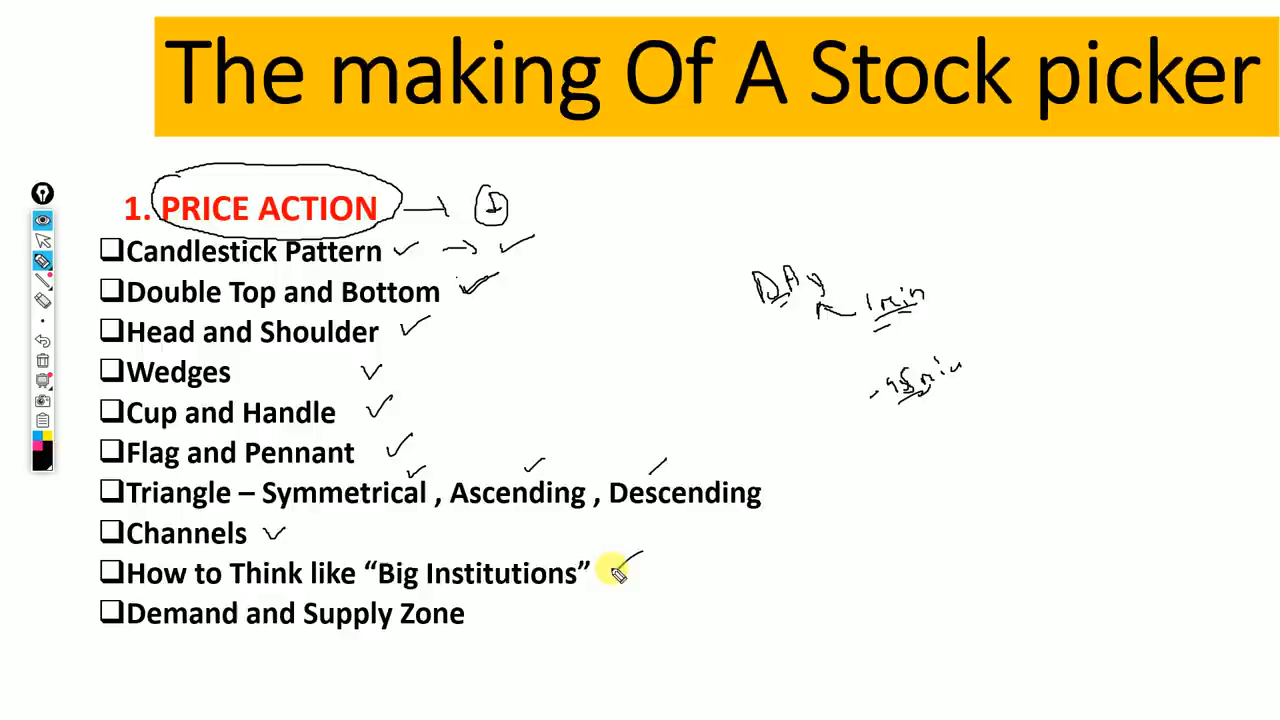 The making Of A Stock picker
1. PRICE ACTION
Candlestick Pattern
Double Top and Bottom
Head and Shoulder
Wedges
Cup and Handle
Flag and Pennant
Triangle – Symmetrical , Ascending , Descending
Channels
How to Think like “Big Institutions”
Demand and Supply Zone
DAy
1 min